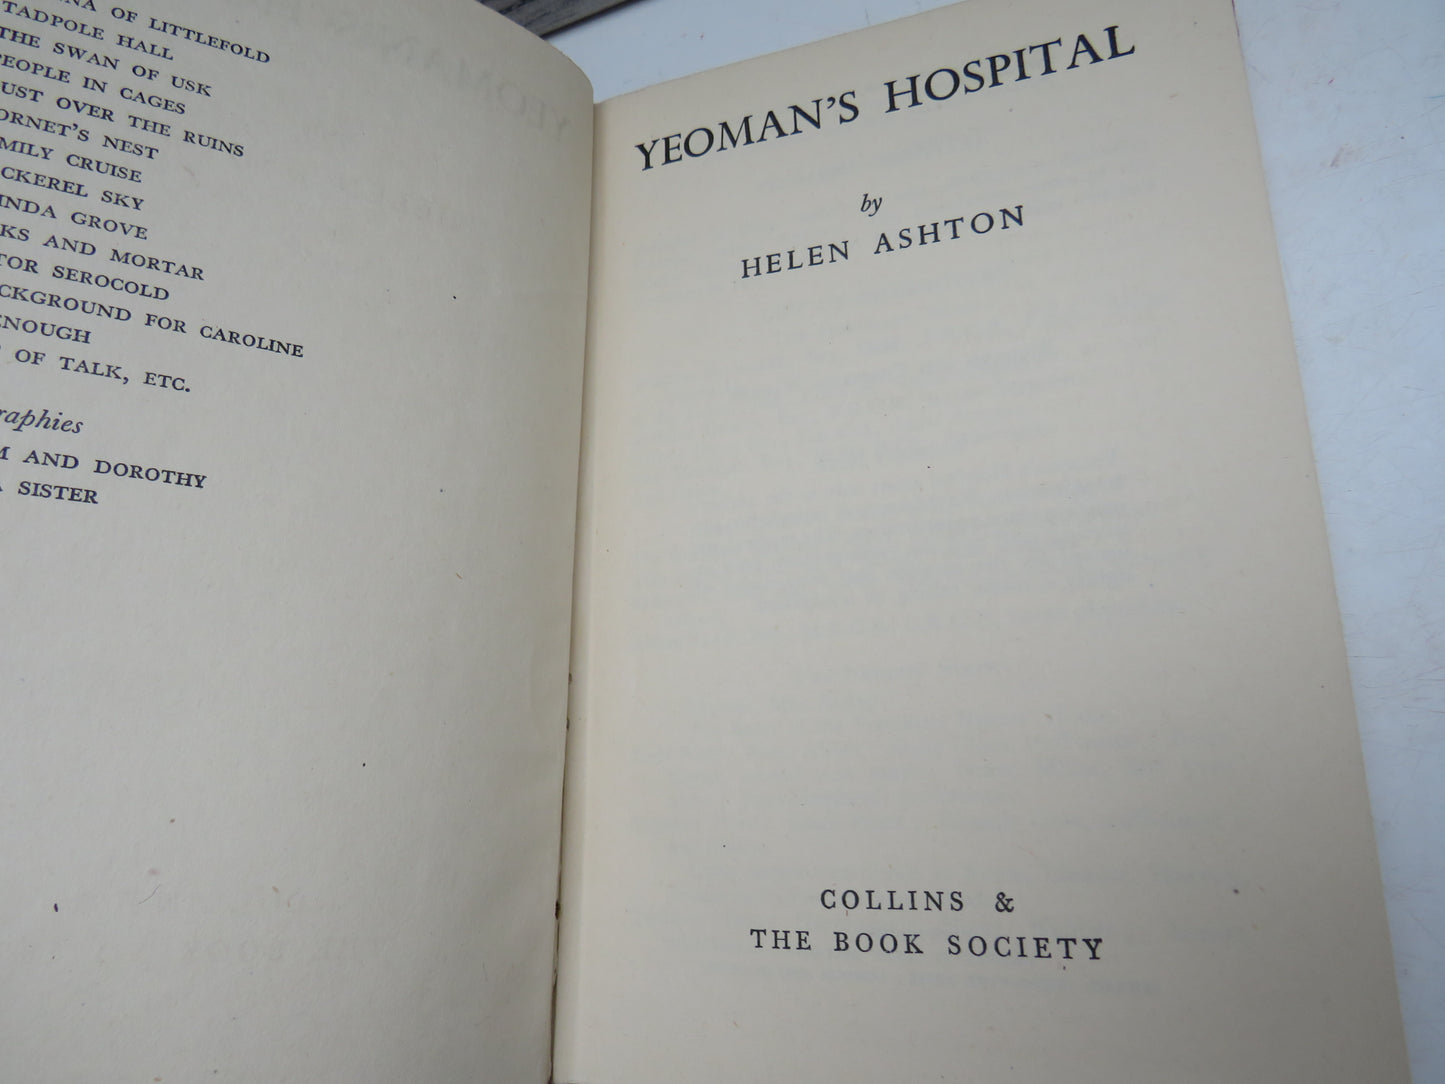 NA OF LITTLEFOLD
TADPOLE HALL
THE SWAN OF USK
PEOPLE IN CAGES
UST OVER THE RUINS
ORNET'S NEST
MILY CRUISE
CKEREL SKY
INDA GROVE
KS AND MORTAR
TOR SEROCOLD
CKGROUND FOR CAROLINE
ENOUGH
OF TALK, ETC.
raphies
M AND DOROTHY
A SISTER
YEOMAN'S HOSPITAL
by
HELEN ASHTON
COLLINS &
THE BOOK SOCIETY